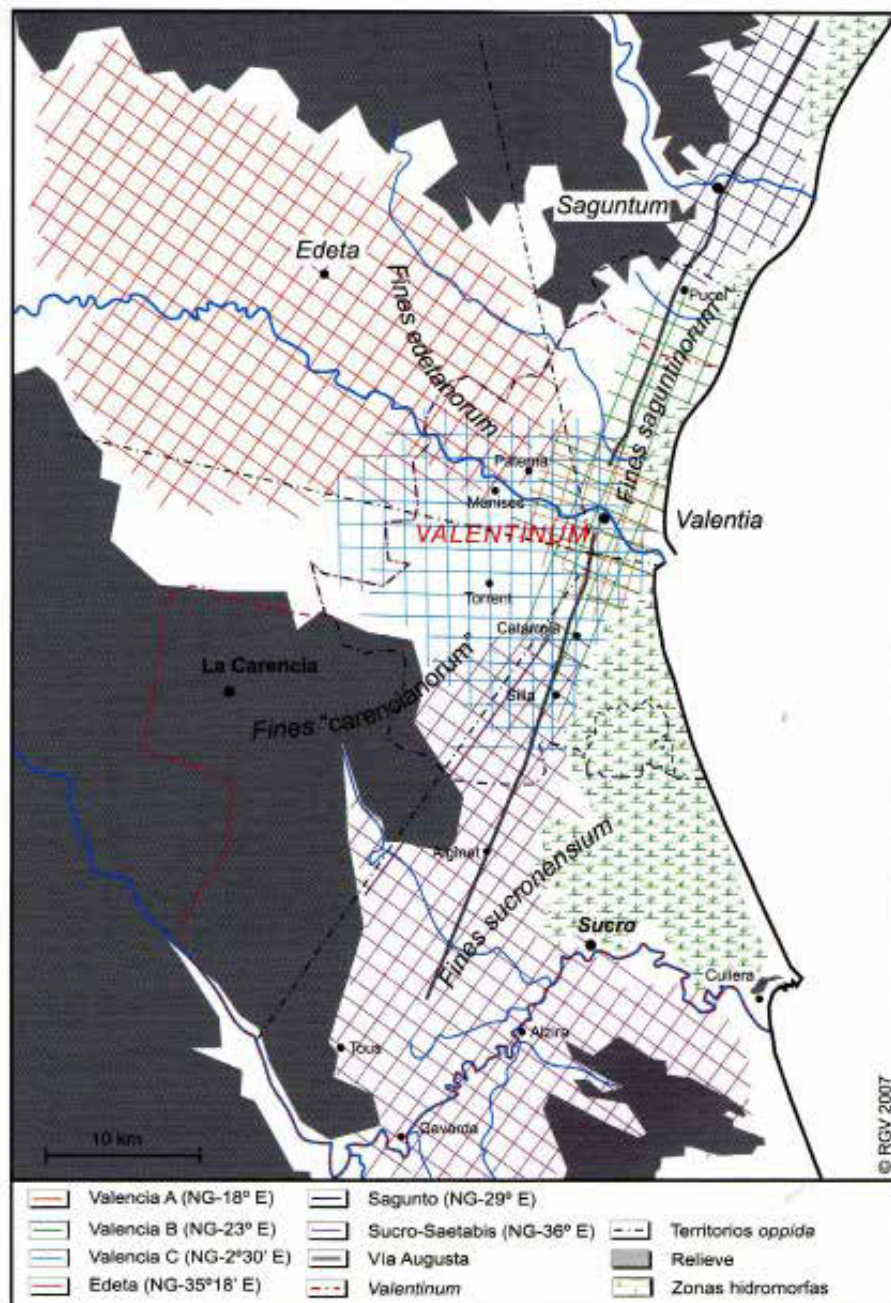 Saguntum
Edeta
Fines edetanorum
Puçol
Fines saguntinorum
Paterna
Manises
Valentia
VALENTINUM
Torrent
Catarroja
La Carencia
Silla
Fines "carencianorum"
Alginet
Fines sucronensium
Sucro
Cullera
Alzira
Tous
Gavarda
10 km
© RGV 2007
Valencia A (NG-18º E)
Sagunto (NG-29º E)
Valencia B (NG-23º E)
Sucro-Saetabis (NG-36º E)
Territorios oppida
Valencia C (NG-2º30' E)
Vía Augusta
Relieve
Edeta (NG-35º18' E)
Valentinum
Zonas hidromorfas